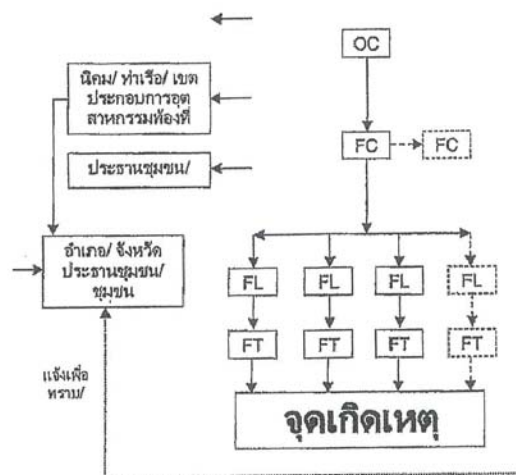 นิคม/ ท่าเรือ/ เขต
ประกอบการอุต
สาหกรรมท้องที่
ประธานชุมชน/
อำเภอ/ จังหวัด
ประธานชุมชน/
ชุมชน
แจ้งเพื่อ
ทราบ/
OC
FC
FC
FL
FL
FL
FL
FT
FT
FT
FT
จุดเกิดเหตุ